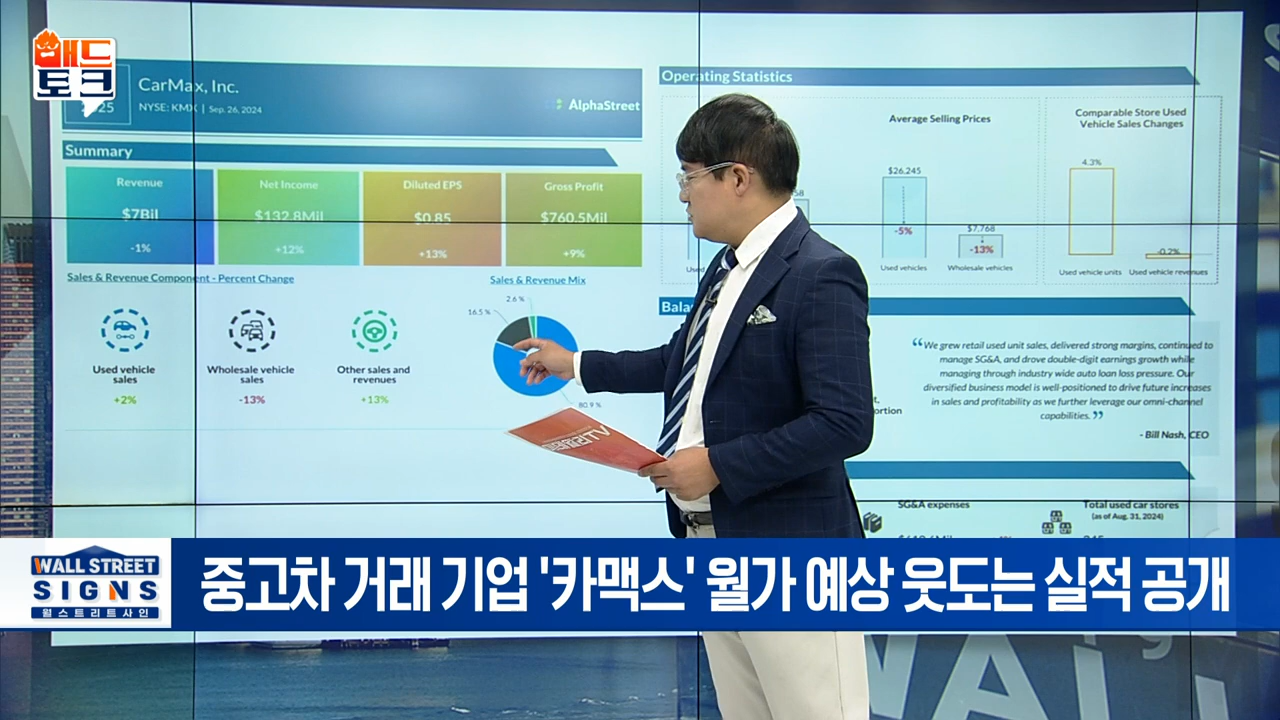 매드
토크
25
CarMax, Inc.
NYSE: KMX | Sep. 26, 2024
AlphaStreet
Summary
Revenue
$7Bil
-1%
Net Income
$132.8Mil
+12%
Diluted EPS
$0.85
+13%
Gross Profit
$760.5Mil
+9%
Sales & Revenue Component - Percent Change
Used vehicle
sales
+2%
Wholesale vehicle
sales
-13%
Other sales and
revenues
+13%
Sales & Revenue Mix
2.6 %
16.5 %
80.9 %
Operating Statistics
Average Selling Prices
$26,245
-5%
Used vehicles
$7,768
-13%
Wholesale vehicles
Comparable Store Used
Vehicle Sales Changes
4.3%
Used vehicle units
-0.2%
Used vehicle revenues
“We grew retail used unit sales, delivered strong margins, continued to
manage SG&A, and drove double-digit earnings growth while
managing through industry wide auto loan loss pressure. Our
diversified business model is well-positioned to drive future increases
in sales and profitability as we further leverage our omni-channel
capabilities.”
- Bill Nash, CEO
SG&A expenses
Total used car stores
(as of Aug. 31, 2024)
WALL STREET
SIGNS
월스트리트사인
중고차 거래 기업 '카맥스' 월가 예상 웃도는 실적 공개